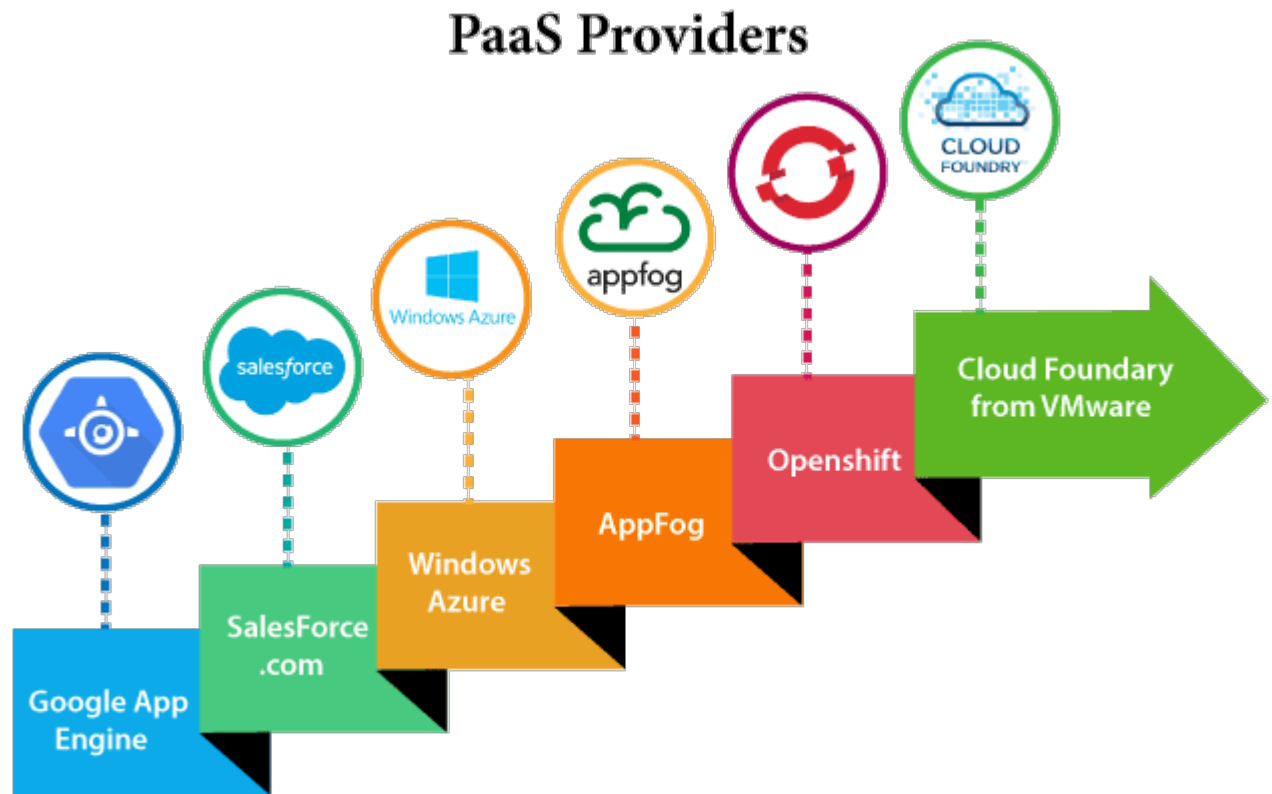 PaaS Providers
CLOUD
FOUNDRY™
appfog
Windows Azure
salesforce
Cloud Foundary
from VMware
Openshift
AppFog
Windows
Azure
SalesForce
.com
Google App
Engine